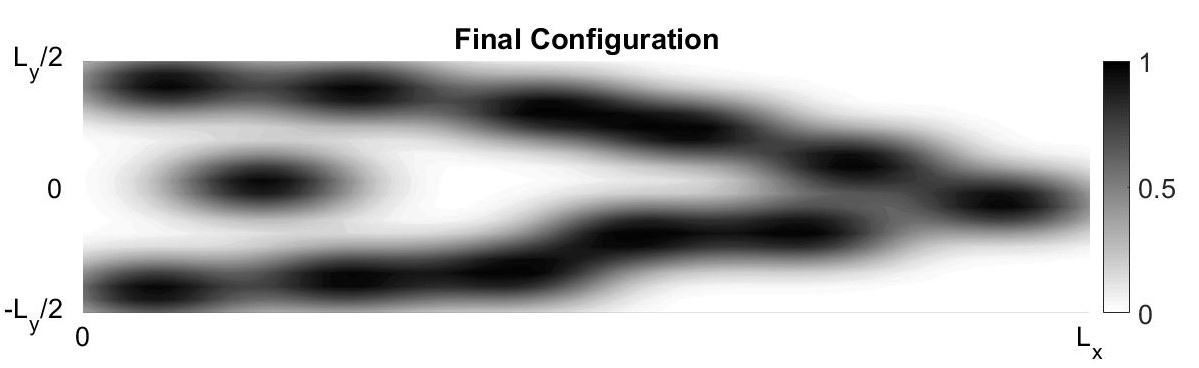 Final Configuration
L_y/2
0
-L_y/2
0
L_x
1
0.5
0